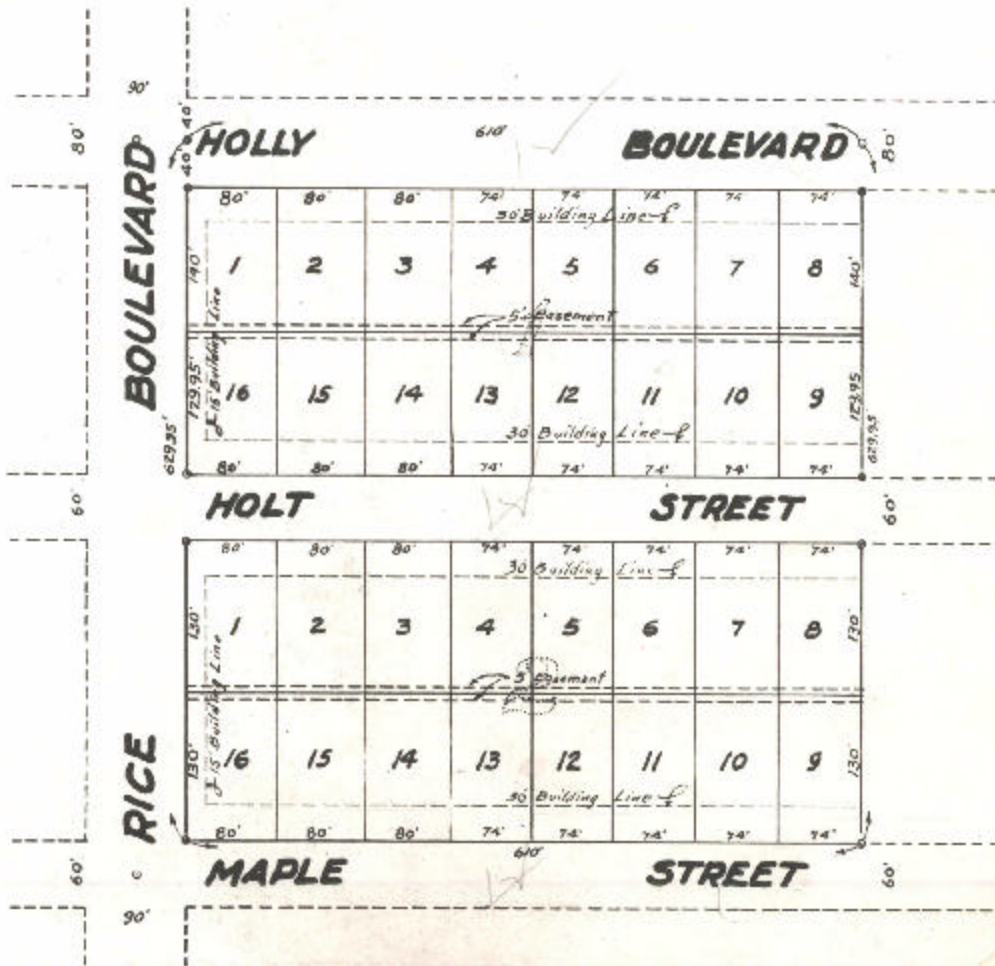 90'
80'
40'
40'
HOLLY BOULEVARD
610'
80'
RICE BOULEVARD
80' 80' 80' 74' 74 74' 74 74'
30' Building Line
140' 1 2 3 4 5 6 7 8 140'
15' Building Line
5' Easement
129.95' 16 15 14 13 12 11 10 9 129.95
30' Building Line
629.95' 629.95
80' 80' 80' 74' 74' 74' 74' 74'
60' HOLT STREET 60'
80' 80' 80' 74' 74 74' 74' 74'
30' Building Line
130' 1 2 3 4 5 6 7 8 130'
15' Building Line
5' Easement
130' 16 15 14 13 12 11 10 9 130'
30' Building Line
80' 80' 80' 74' 74' 74' 74' 74'
610'
60' MAPLE STREET 60'
90'